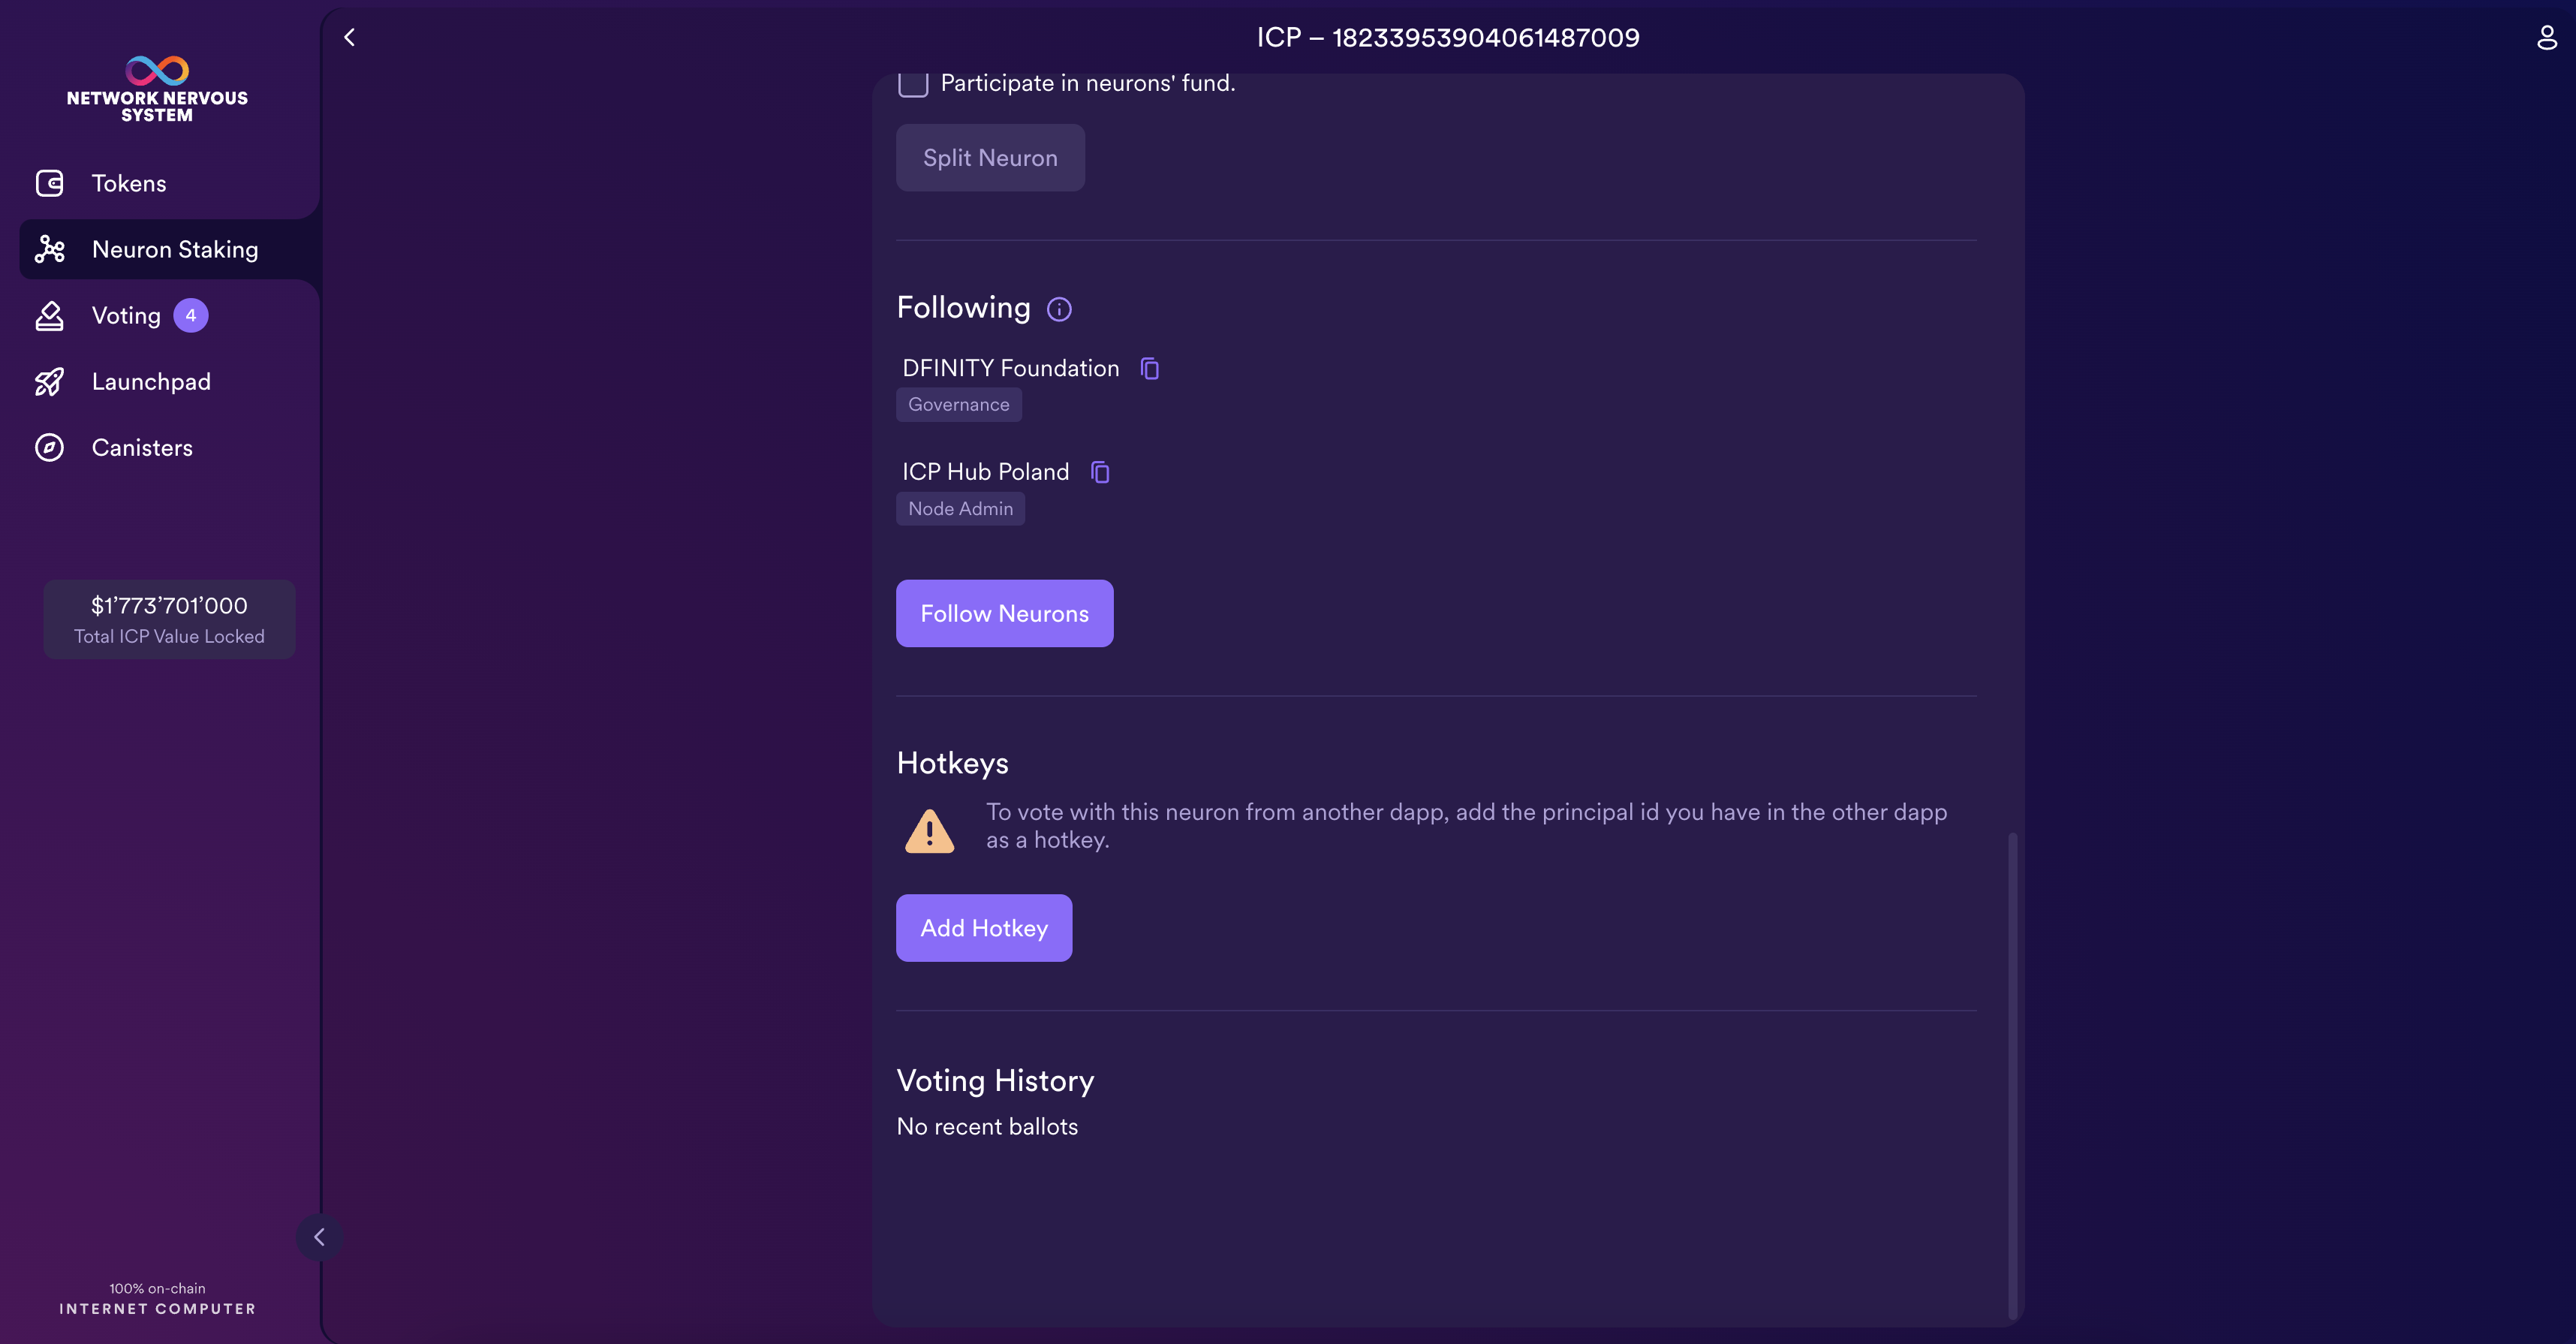 NETWORK NERVOUS
SYSTEM
Tokens
Neuron Staking
Voting 4
Launchpad
Canisters
$1’773’701’000
Total ICP Value Locked
100% on-chain
INTERNET COMPUTER
ICP – 18233953904061487009
Participate in neurons' fund.
Split Neuron
Following
DFINITY Foundation
Governance
ICP Hub Poland
Node Admin
Follow Neurons
Hotkeys
To vote with this neuron from another dapp, add the principal id you have in the other dapp
as a hotkey.
Add Hotkey
Voting History
No recent ballots